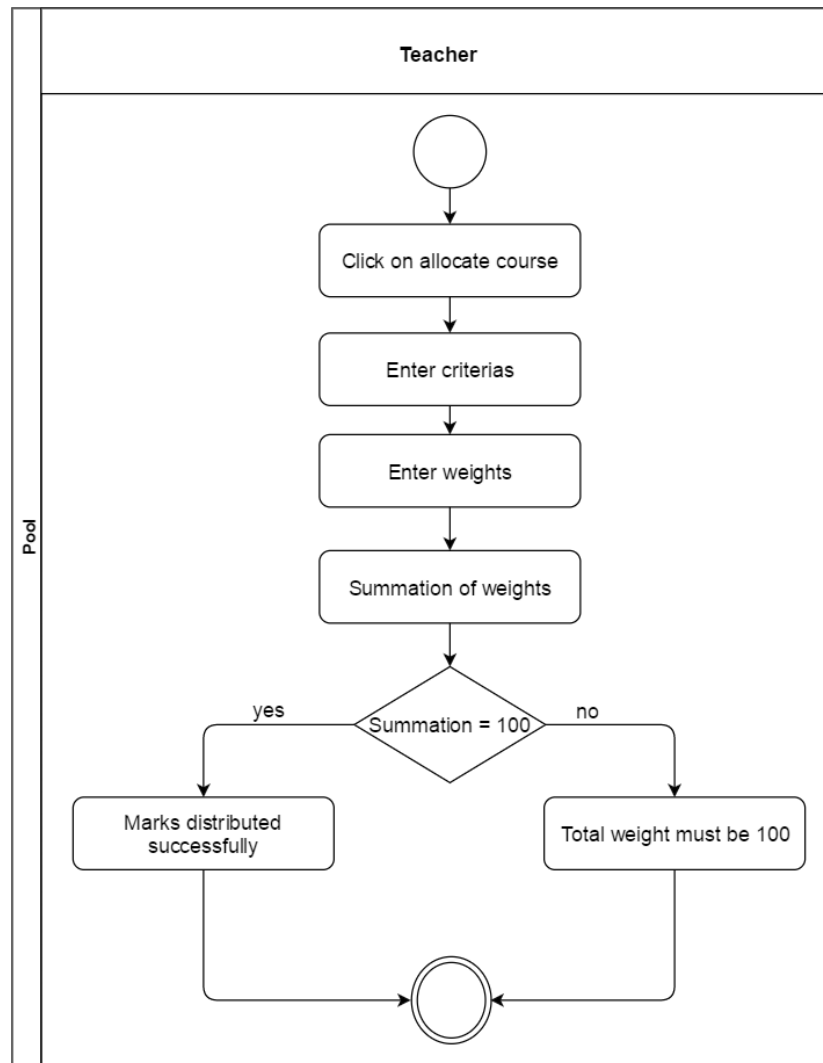 Teacher
Pool
Click on allocate course
Enter criterias
Enter weights
Summation of weights
Summation = 100
yes
no
Marks distributed
successfully
Total weight must be 100